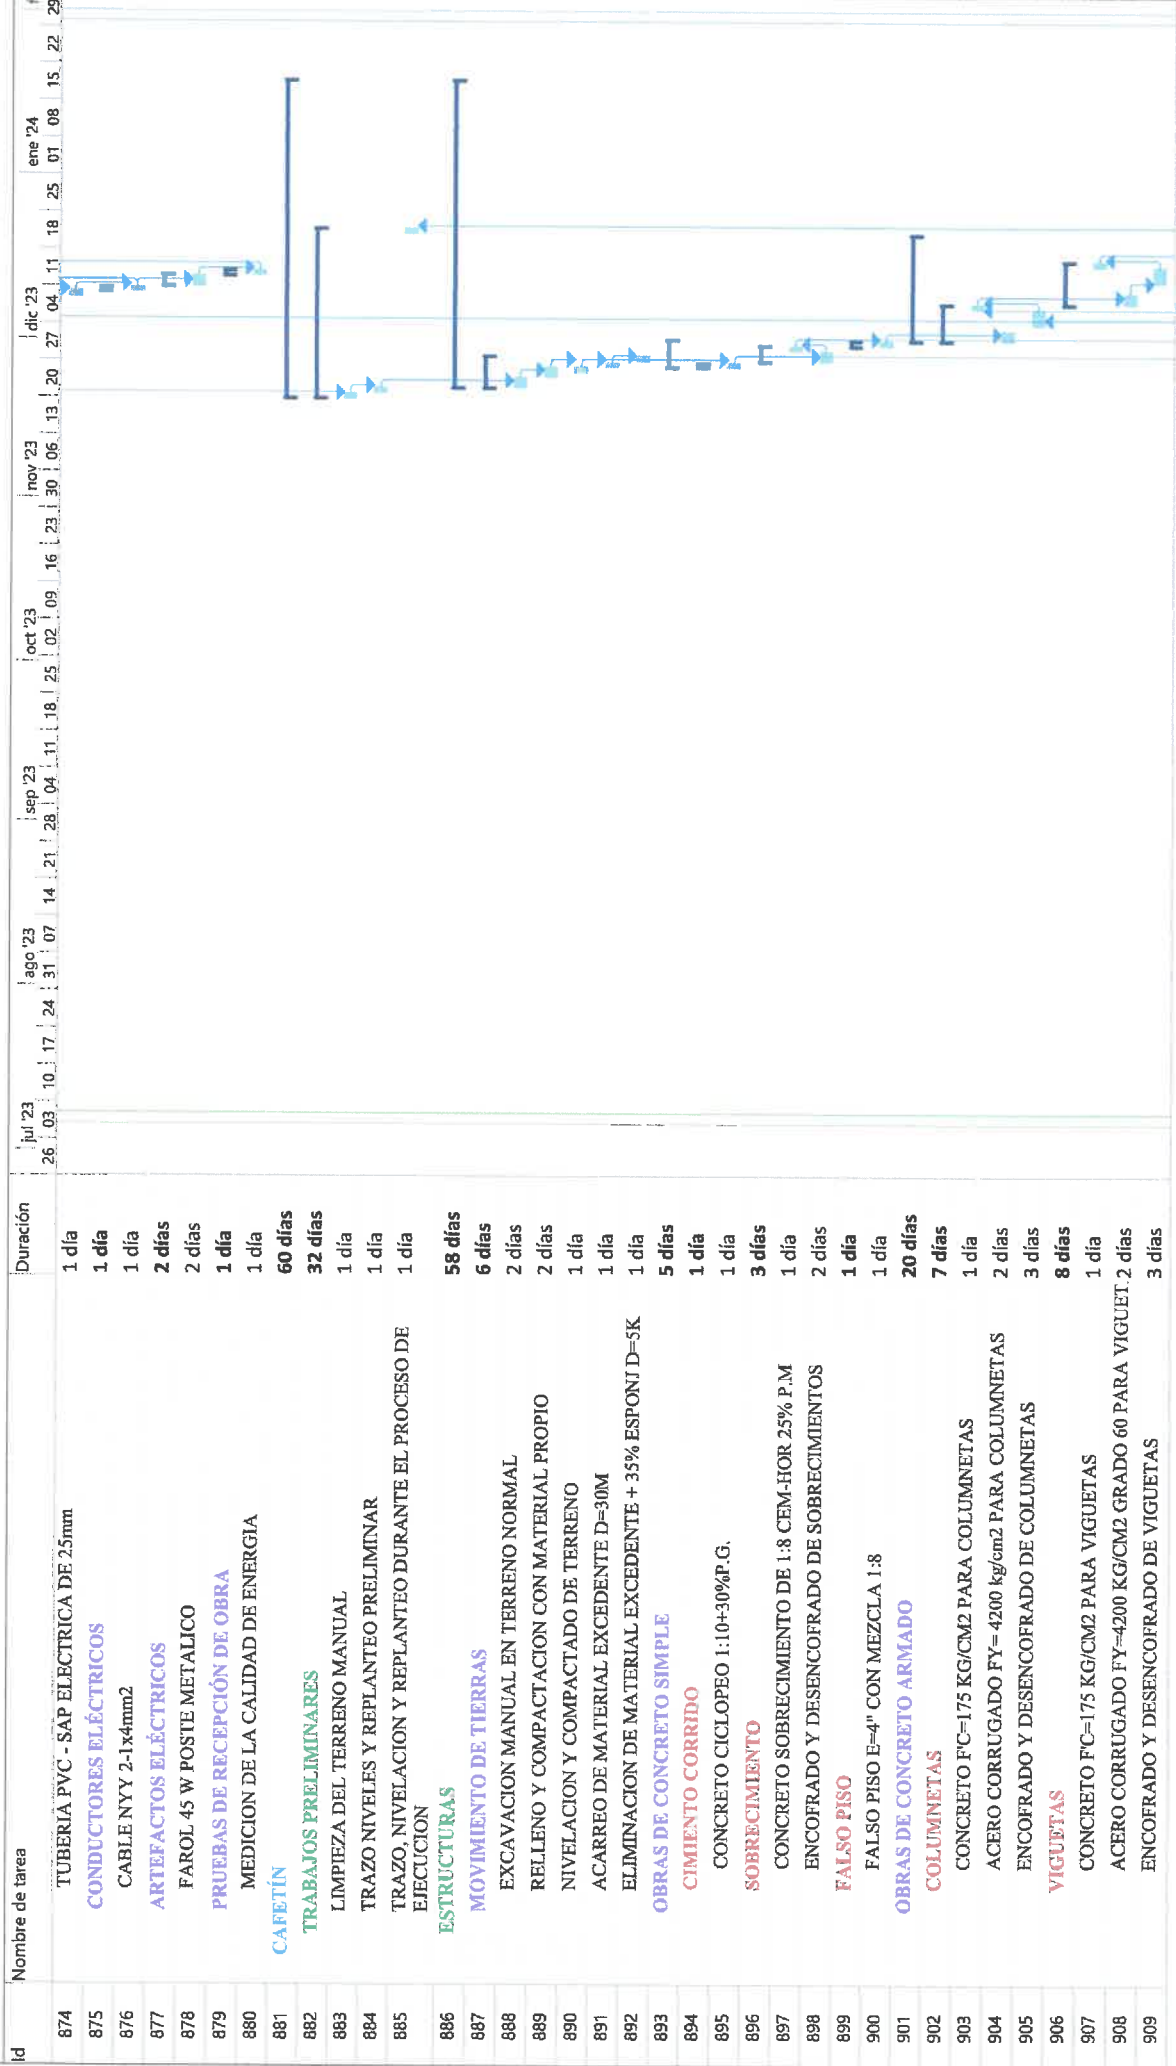 Id Nombre de tarea Duración jul '23 ago '23 sep '23 oct '23 nov '23 dic '23 ene '24
26 03 10 17 24 31 07 14 21 28 04 11 18 25 02 09 16 23 30 06 13 20 27 04 11 18 25 01 08 15 22 29
874 TUBERIA PVC - SAP ELECTRICA DE 25mm 1 día
875 CONDUCTORES ELÉCTRICOS 1 día
876 CABLE NYY 2-1x4mm2 1 día
877 ARTEFACTOS ELÉCTRICOS 2 días
878 FAROL 45 W POSTE METALICO 2 días
879 PRUEBAS DE RECEPCIÓN DE OBRA 1 día
880 MEDICION DE LA CALIDAD DE ENERGIA 1 día
881 CAFETÍN 60 días
882 TRABAJOS PRELIMINARES 32 días
883 LIMPIEZA DEL TERRENO MANUAL 1 día
884 TRAZO NIVELES Y REPLANTEO PRELIMINAR 1 día
885 TRAZO, NIVELACION Y REPLANTEO DURANTE EL PROCESO DE 1 día
EJECUCION
886 ESTRUCTURAS 58 días
887 MOVIMIENTO DE TIERRAS 6 días
888 EXCAVACION MANUAL EN TERRENO NORMAL 2 días
889 RELLENO Y COMPACTACION CON MATERIAL PROPIO 2 días
890 NIVELACION Y COMPACTADO DE TERRENO 1 día
891 ACARREO DE MATERIAL EXCEDENTE D=30M 1 día
892 ELIMINACION DE MATERIAL EXCEDENTE + 35% ESPONJ D=5K 1 día
893 OBRAS DE CONCRETO SIMPLE 5 días
894 CIMIENTO CORRIDO 1 día
895 CONCRETO CICLOPEO 1:10+30%P.G. 1 día
896 SOBRECIMIENTO 3 días
897 CONCRETO SOBRECIMIENTO DE 1:8 CEM-HOR 25% P.M 1 día
898 ENCOFRADO Y DESENCOFRADO DE SOBRECIMIENTOS 2 días
899 FALSO PISO 1 día
900 FALSO PISO E=4" CON MEZCLA 1:8 1 día
901 OBRAS DE CONCRETO ARMADO 20 días
902 COLUMNETAS 7 días
903 CONCRETO F'C=175 KG/CM2 PARA COLUMNETAS 1 día
904 ACERO CORRUGADO FY= 4200 kg/cm2 PARA COLUMNETAS 2 días
905 ENCOFRADO Y DESENCOFRADO DE COLUMNETAS 3 días
906 VIGUETAS 8 días
907 CONCRETO FC=175 KG/CM2 PARA VIGUETAS 1 día
908 ACERO CORRUGADO FY=4200 KG/CM2 GRADO 60 PARA VIGUET. 2 días
909 ENCOFRADO Y DESENCOFRADO DE VIGUETAS 3 días